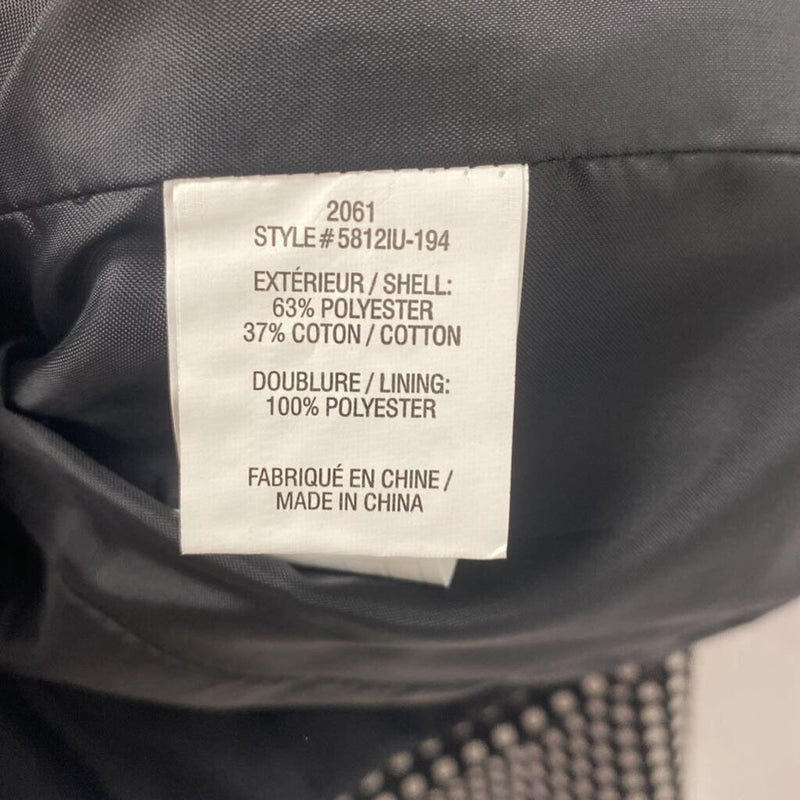 2061
STYLE#5812IU-194
EXTÉRIEUR / SHELL:
63% POLYESTER
37% COTON / COTTON
DOUBLURE / LINING:
100% POLYESTER
FABRIQUÉ EN CHINE /
MADE IN CHINA